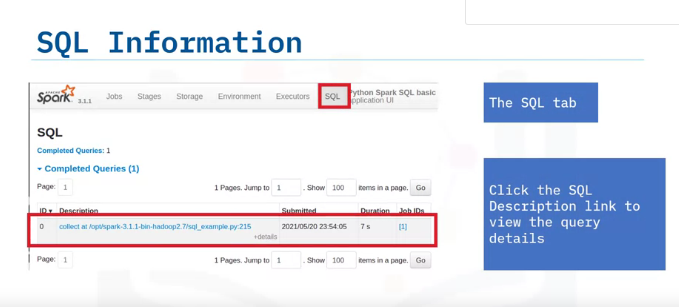 SQL Information
APACHE
Spark 3.1.1 Jobs Stages Storage Environment Executors SQL Python Spark SQL basic
application UI
The SQL tab
SQL
Completed Queries: 1
Completed Queries (1)
Page: 1 1 Pages. Jump to 1 . Show 100 items in a page. Go
ID ▾ Description Submitted Duration Job IDs
0 collect at /opt/spark-3.1.1-bin-hadoop2.7/sql_example.py:215 2021/05/20 23:54:05 7 s [1]
+details
Page: 1 1 Pages. Jump to 1 . Show 100 items in a page. Go
Click the SQL
Description link to
view the query
details